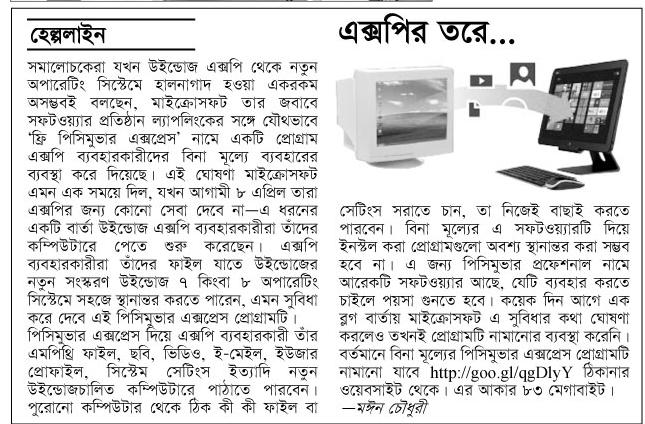 হেল্পলাইন
এক্সপির তরে...
সমালোচকেরা যখন উইন্ডোজ এক্সপি থেকে নতুন
অপারেটিং সিস্টেমে হালনাগাদ হওয়া একরকম
অসম্ভবই বলছেন, মাইক্রোসফট তার জবাবে
সফটওয়্যার প্রতিষ্ঠান ল্যাপলিংকের সঙ্গে যৌথভাবে
‘ফ্রি পিসিমুভার এক্সপ্রেস’ নামে একটি প্রোগ্রাম
এক্সপি ব্যবহারকারীদের বিনা মূল্যে ব্যবহারের
ব্যবস্থা করে দিয়েছে। এই ঘোষণা মাইক্রোসফট
এমন এক সময়ে দিল, যখন আগামী ৮ এপ্রিল তারা
এক্সপির জন্য কোনো সেবা দেবে না—এ ধরনের
একটি বার্তা উইন্ডোজ এক্সপি ব্যবহারকারীরা তাঁদের
কম্পিউটারে পেতে শুরু করেছেন। এক্সপি
ব্যবহারকারীরা তাঁদের ফাইল যাতে উইন্ডোজের
নতুন সংস্করণ উইন্ডোজ ৭ কিংবা ৮ অপারেটিং
সিস্টেমে সহজে স্থানান্তর করতে পারেন, এমন সুবিধা
করে দেবে এই পিসিমুভার এক্সপ্রেস প্রোগ্রামটি।
পিসিমুভার এক্সপ্রেস দিয়ে এক্সপি ব্যবহারকারী তাঁর
এমপিথ্রি ফাইল, ছবি, ভিডিও, ই-মেইল, ইউজার
প্রোফাইল, সিস্টেম সেটিংস ইত্যাদি নতুন
উইন্ডোজচালিত কম্পিউটারে পাঠাতে পারবেন।
পুরোনো কম্পিউটার থেকে ঠিক কী কী ফাইল বা
সেটিংস সরাতে চান, তা নিজেই বাছাই করতে
পারবেন। বিনা মূল্যের এ সফটওয়্যারটি দিয়ে
ইনস্টল করা প্রোগ্রামগুলো অবশ্য স্থানান্তর করা সম্ভব
হবে না। এ জন্য পিসিমুভার প্রফেশনাল নামে
আরেকটি সফটওয়্যার আছে, যেটি ব্যবহার করতে
চাইলে পয়সা গুনতে হবে। কয়েক দিন আগে এক
ব্লগ বার্তায় মাইক্রোসফট এ সুবিধার কথা ঘোষণা
করলেও তখনই প্রোগ্রামটি নামানোর ব্যবস্থা করেনি।
বর্তমানে বিনা মূল্যের পিসিমুভার এক্সপ্রেস প্রোগ্রামটি
নামানো যাবে http://goo.gl/qgDlyY ঠিকানার
ওয়েবসাইট থেকে। এর আকার ৮৩ মেগাবাইট।
—মঈন চৌধুরী